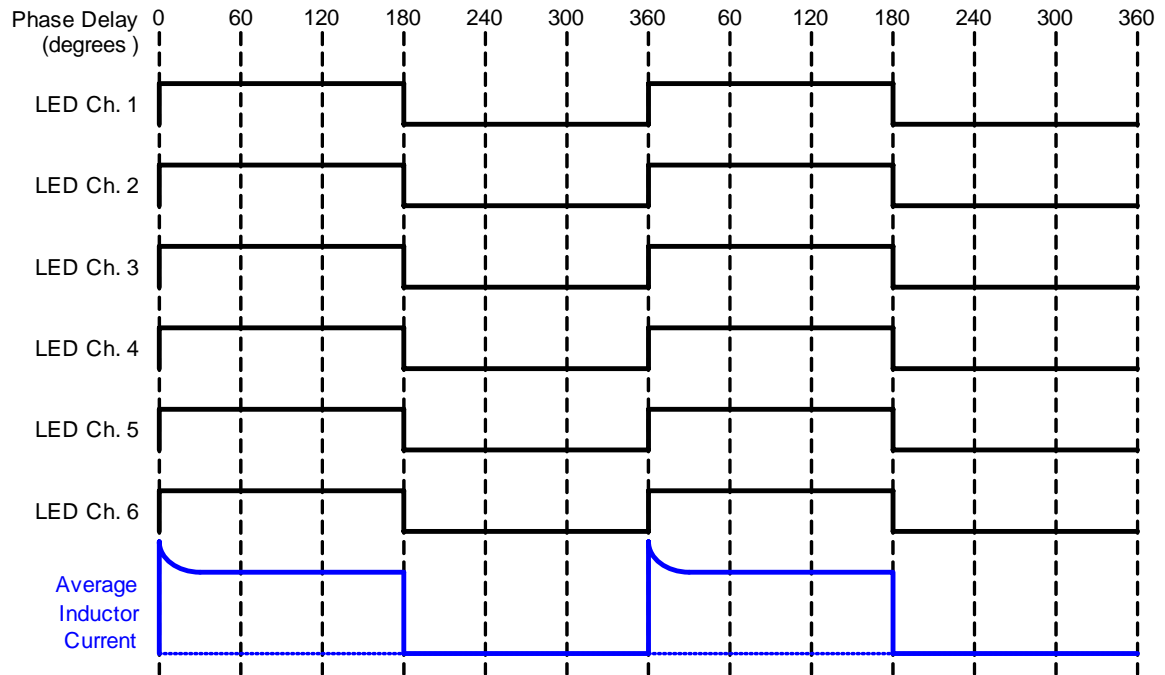 Phase Delay 0 60 120 180 240 300 360 60 120 180 240 300 360
(degrees )
LED Ch. 1
LED Ch. 2
LED Ch. 3
LED Ch. 4
LED Ch. 5
LED Ch. 6
Average
Inductor
Current